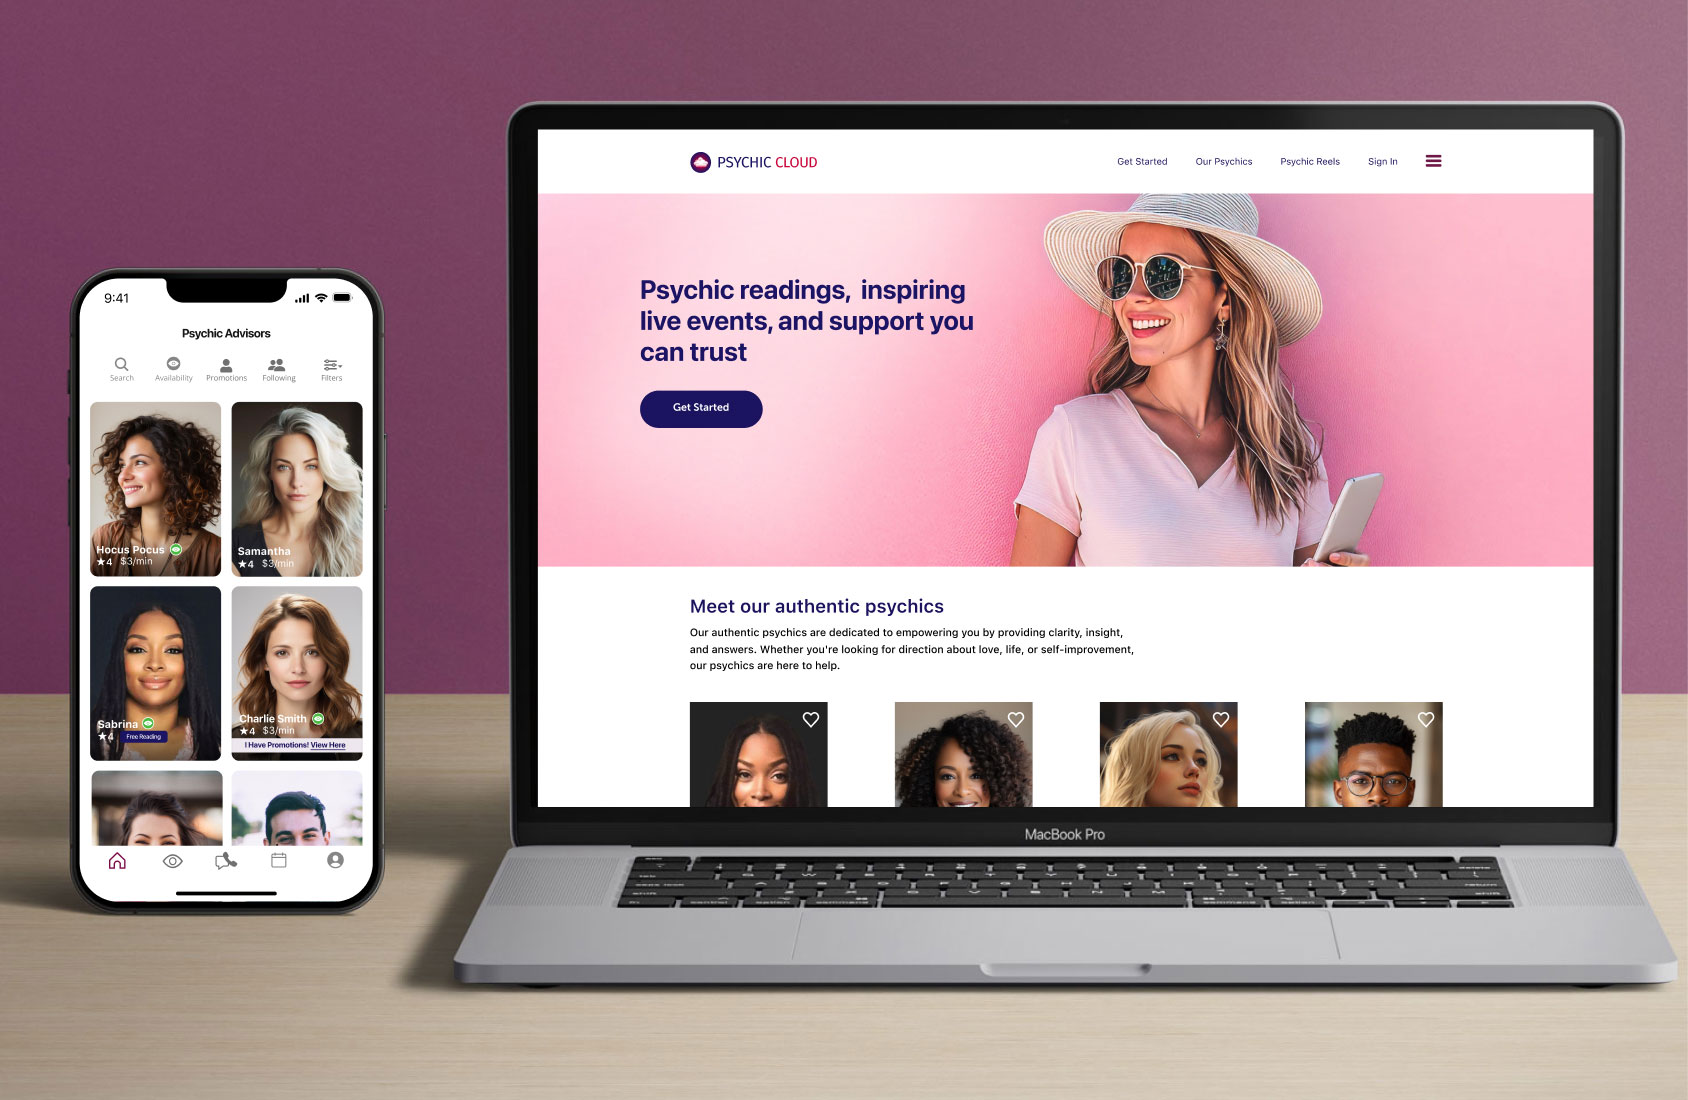 9:41
Psychic Advisors
Search
Availability
Promotions
Following
Filters
Hocus Pocus
★4 $3/min
Samantha
★4 $3/min
Sabrina
★4 Free Reading
Charlie Smith
★4 $3/min
I Have Promotions! View Here
PSYCHIC CLOUD
Get Started
Our Psychics
Psychic Reels
Sign In
Psychic readings, inspiring
live events, and support you
can trust
Get Started
Meet our authentic psychics
Our authentic psychics are dedicated to empowering you by providing clarity, insight,
and answers. Whether you're looking for direction about love, life, or self-improvement,
our psychics are here to help.
MacBook Pro